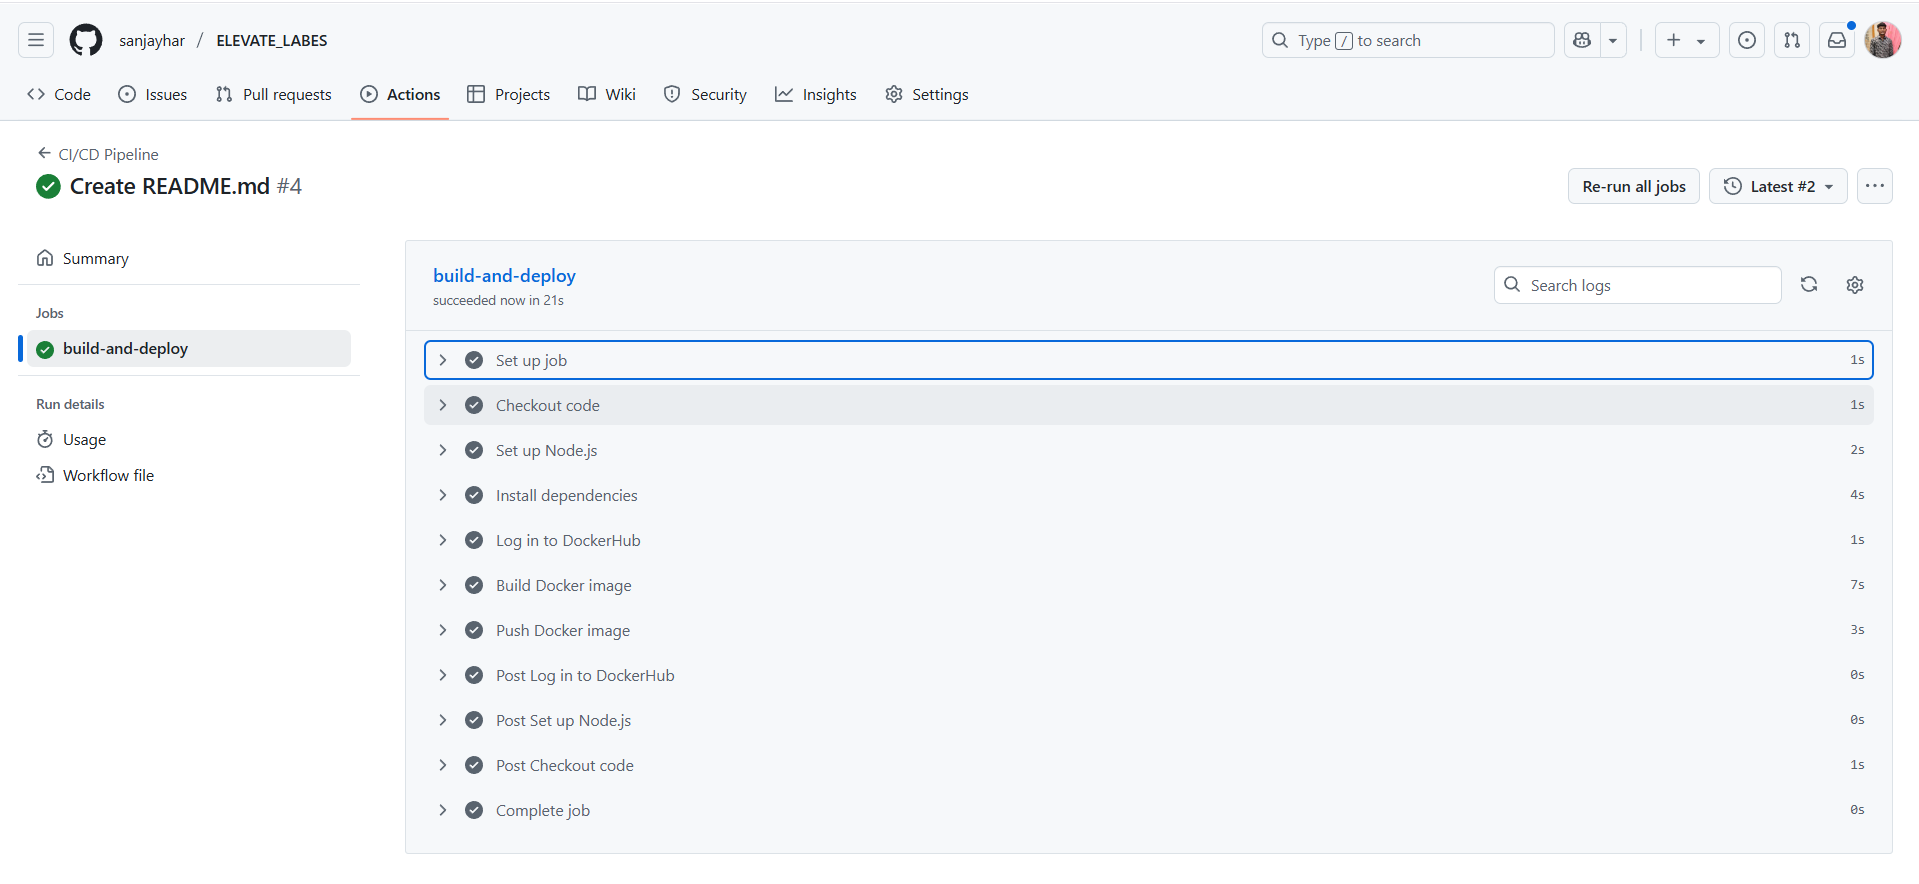 sanjayhar / ELEVATE_LABES
Type / to search
Code Issues Pull requests Actions Projects Wiki Security Insights Settings
CI/CD Pipeline
Create README.md #4
Re-run all jobs
Latest #2
Summary
Jobs
build-and-deploy
Run details
Usage
Workflow file
build-and-deploy
succeeded now in 21s
Search logs
Set up job 1s
Checkout code 1s
Set up Node.js 2s
Install dependencies 4s
Log in to DockerHub 1s
Build Docker image 7s
Push Docker image 3s
Post Log in to DockerHub 0s
Post Set up Node.js 0s
Post Checkout code 1s
Complete job 0s